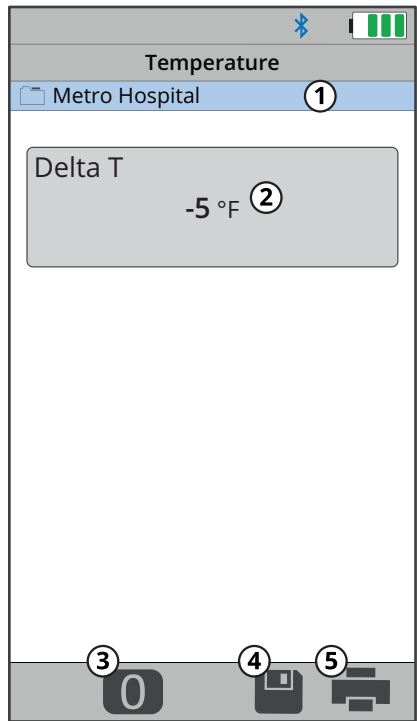 Temperature
Metro Hospital ①
Delta T
-5 °F ②
③ ④ ⑤
0